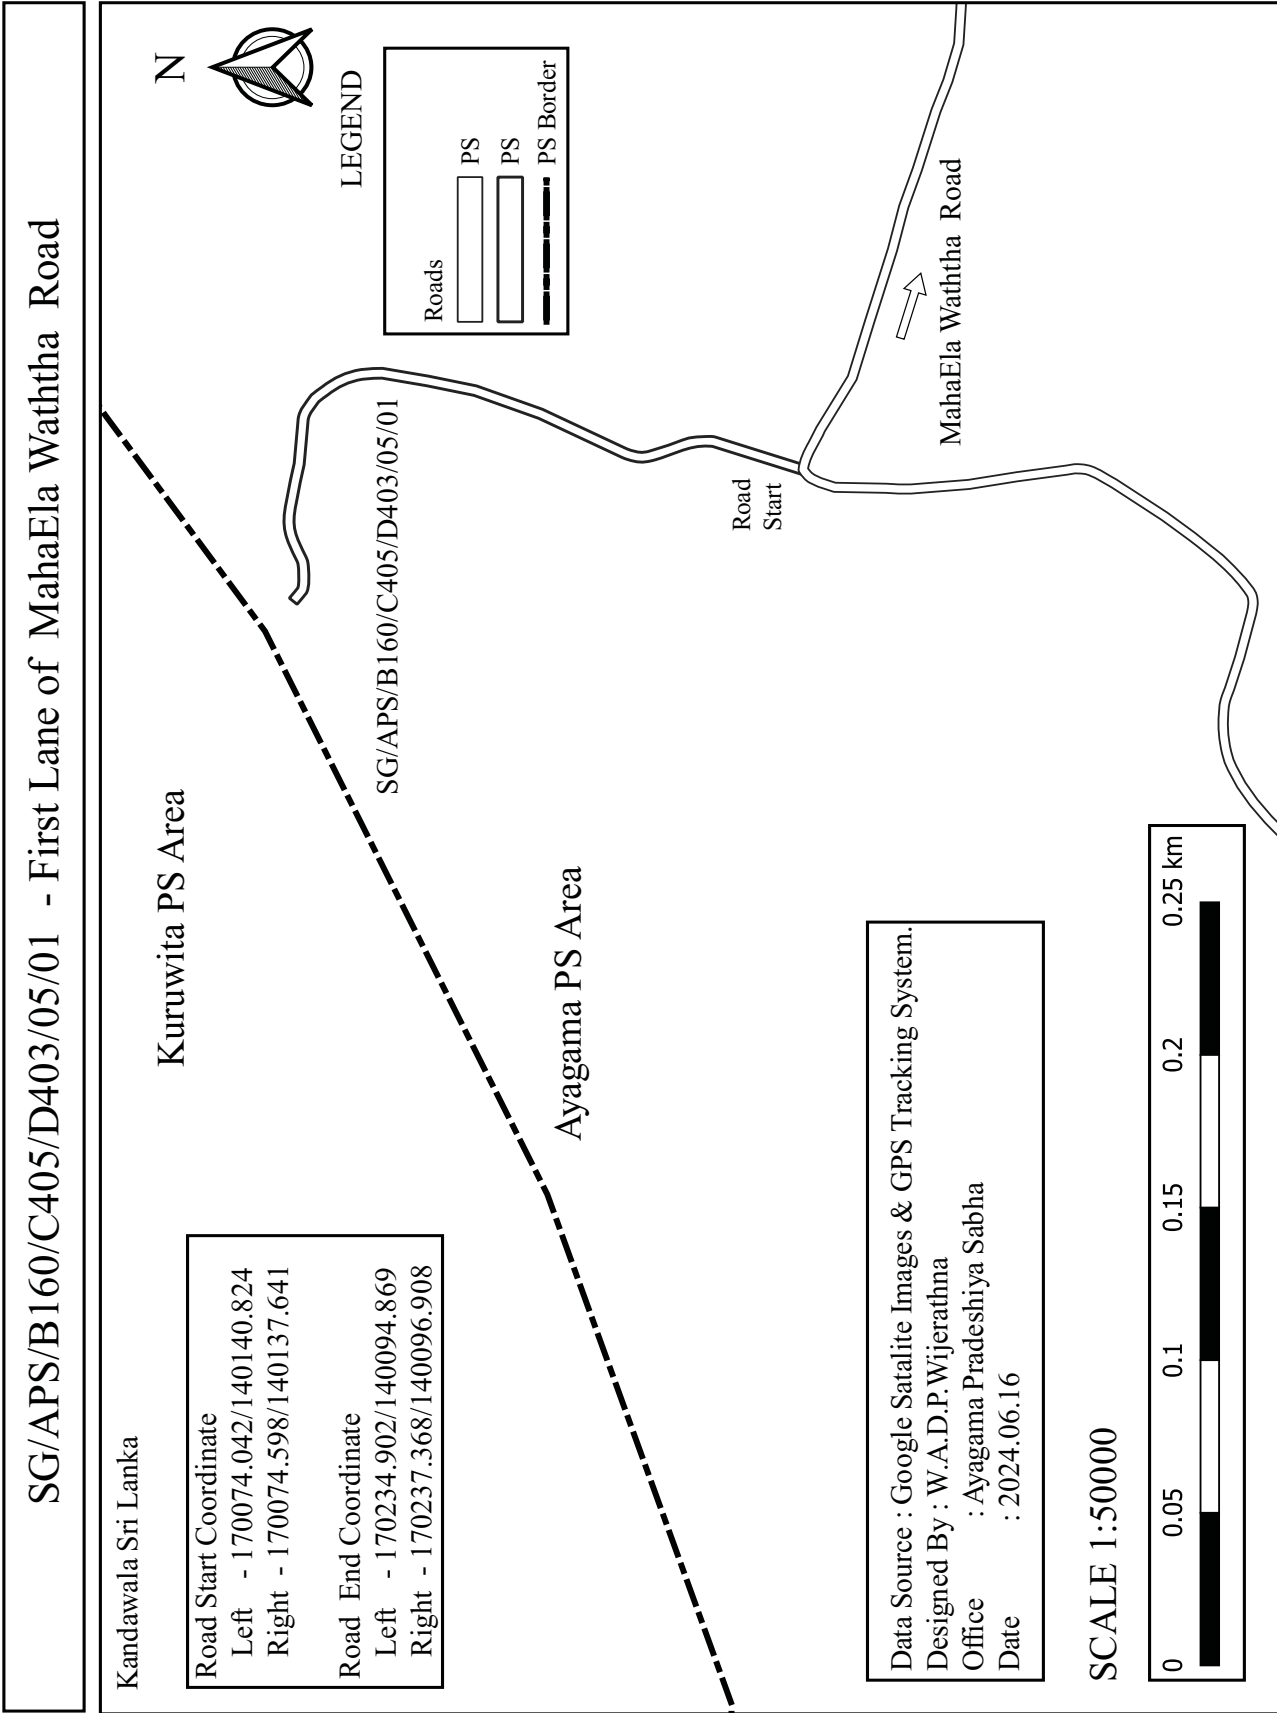 SG/APS/B160/C405/D403/05/01 - First Lane of MahaEla Waththa Road
Kandawala Sri Lanka
Road Start Coordinate
Left - 170074.042/140140.824
Right - 170074.598/140137.641
Road End Coordinate
Left - 170234.902/140094.869
Right - 170237.368/140096.908
Kuruwita PS Area
Ayagama PS Area
SG/APS/B160/C405/D403/05/01
N
LEGEND
Roads
PS
PS
PS Border
Road
Start
MahaEla Waththa Road
Data Source : Google Satalite Images & GPS Tracking System.
Designed By : W.A.D.P.Wijerathna
Office : Ayagama Pradeshiya Sabha
Date : 2024.06.16
SCALE 1:50000
0 0.05 0.1 0.15 0.2 0.25 km